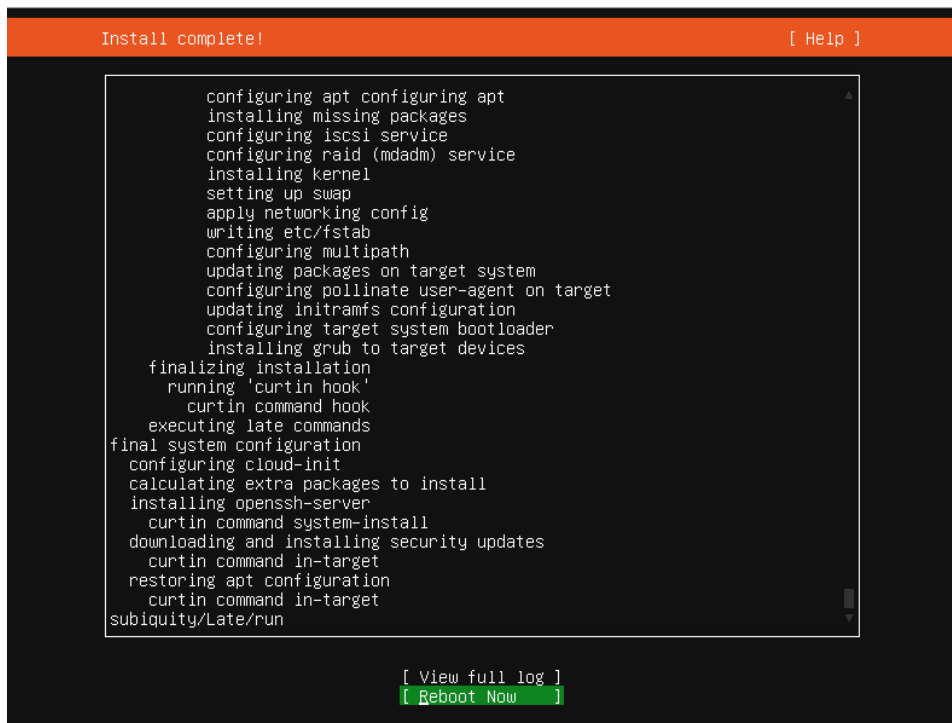 Install complete! [ Help ]
configuring apt configuring apt
installing missing packages
configuring iscsi service
configuring raid (mdadm) service
installing kernel
setting up swap
apply networking config
writing etc/fstab
configuring multipath
updating packages on target system
configuring pollinate user-agent on target
updating initramfs configuration
configuring target system bootloader
installing grub to target devices
finalizing installation
running 'curtin hook'
curtin command hook
executing late commands
final system configuration
configuring cloud-init
calculating extra packages to install
installing openssh-server
curtin command system-install
downloading and installing security updates
curtin command in-target
restoring apt configuration
curtin command in-target
subiquity/Late/run
[ View full log ]
[ Reboot Now ]